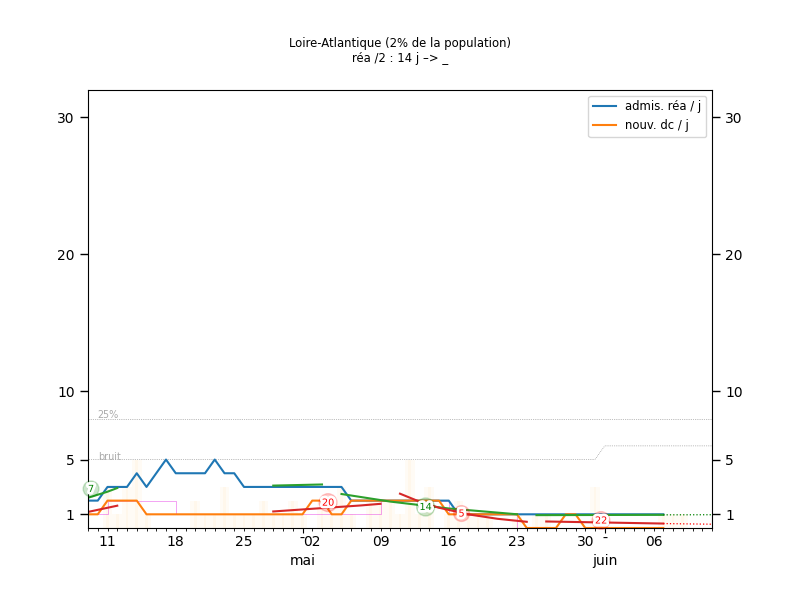 Loire-Atlantique (2% de la population)
réa /2 : 14 j –> _
admis. réa / j
nouv. dc / j
30 30
20 20
10 10
25%
5 5
bruit
7
20
14
5
22
1 1
11 18 25 02 09 16 23 30 06
mai juin